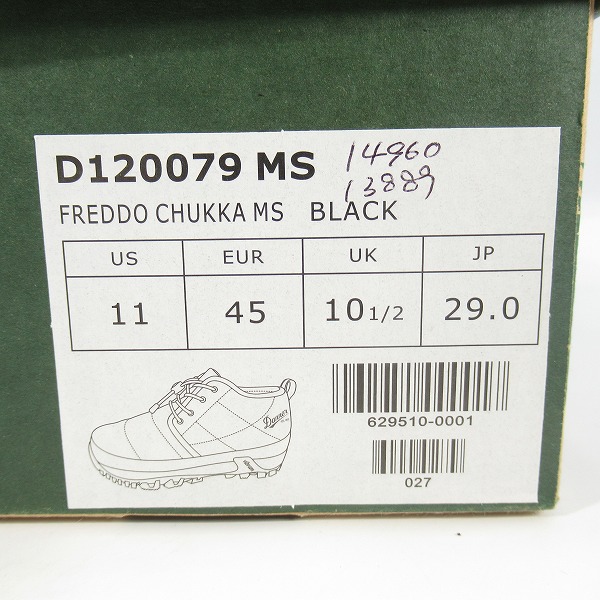 D120079 MS 14960
13889
FREDDO CHUKKA MS BLACK
US EUR UK JP
11 45 10 1/2 29.0
Danner
629510-0001
027